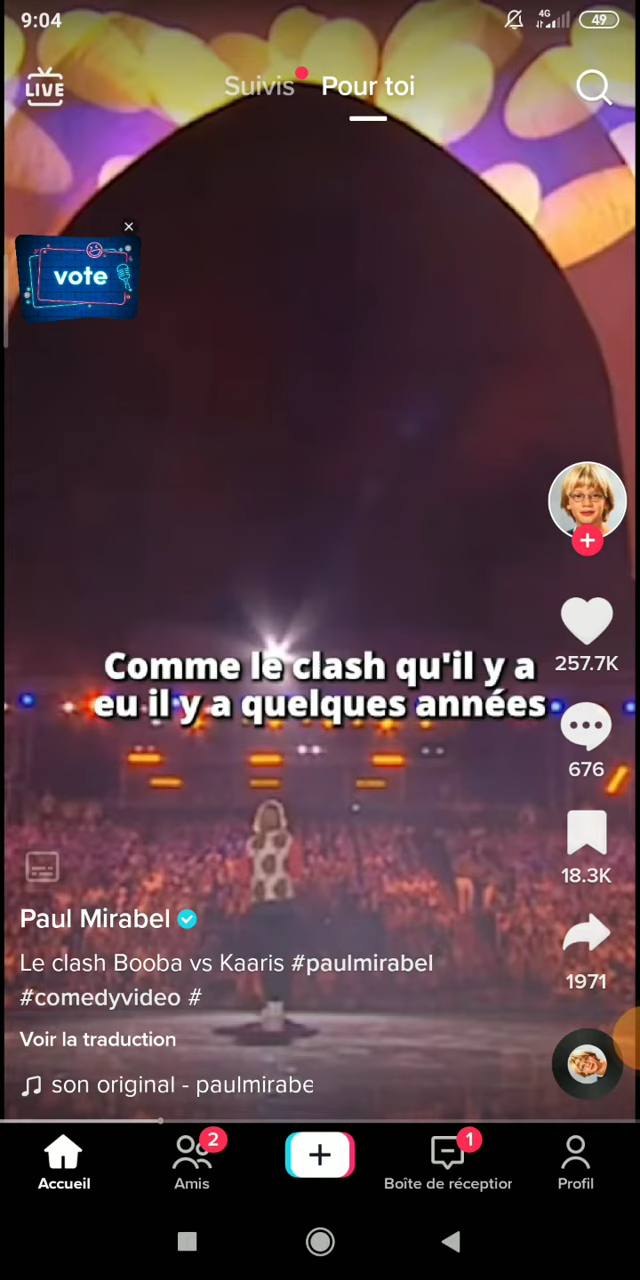 9:04
4G
49
LIVE
Suivis
Pour toi
vote
257.7K
Comme le clash qu'il y a
eu il y a quelques années
676
18.3K
Paul Mirabel
Le clash Booba vs Kaaris #paulmirabel
#comedyvideo #
1971
Voir la traduction
son original - paulmirabe
2
1
Accueil
Amis
Boîte de réception
Profil